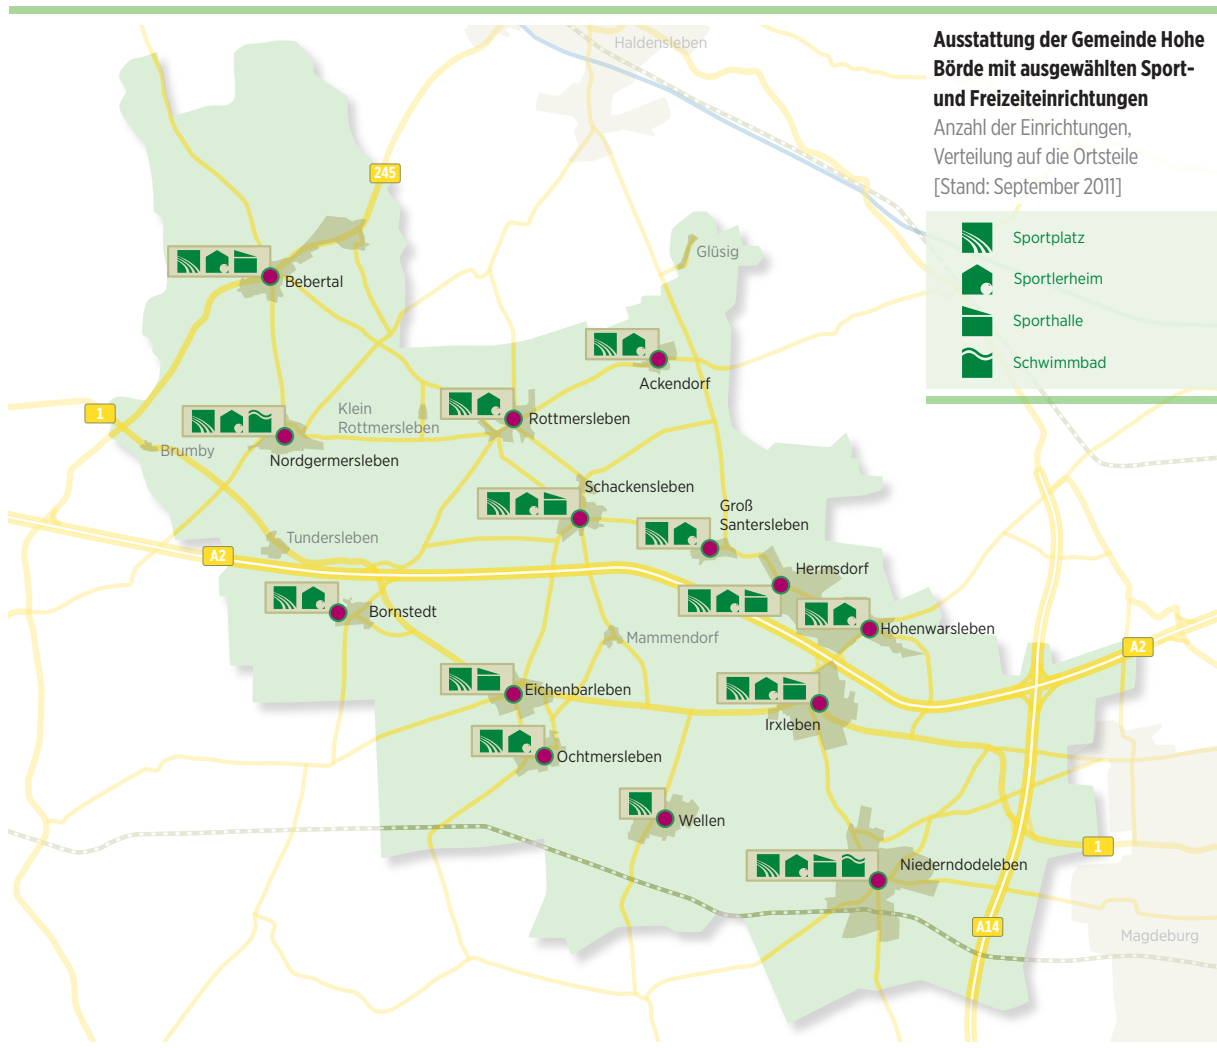 Ausstattung der Gemeinde Hohe
Börde mit ausgewählten Sport-
und Freizeiteinrichtungen
Anzahl der Einrichtungen,
Verteilung auf die Ortsteile
[Stand: September 2011]
Sportplatz
Sportlerheim
Sporthalle
Schwimmbad
Haldensleben
245
Glüsig
Bebertal
Ackendorf
1
Klein
Rottmersleben
Rottmersleben
Brumby
Nordgermersleben
Schackensleben
Groß
Santersleben
Tundersleben
A2
Hermsdorf
Bornstedt
Hohenwarsleben
Mammendorf
A2
Eichenbarleben
Irxleben
Ochtmersleben
Wellen
1
Niederndodeleben
A14
Magdeburg